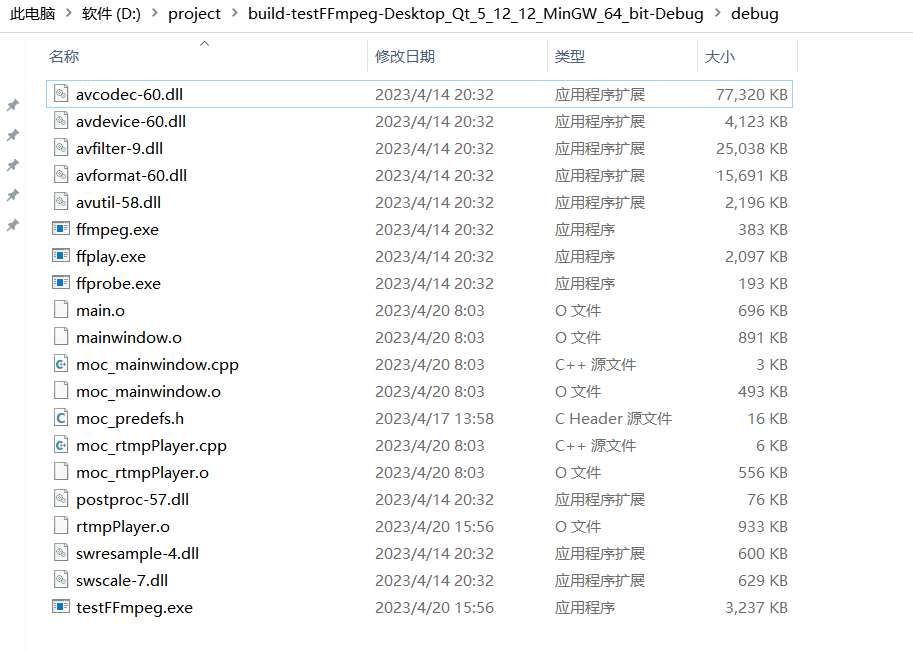 此电脑 > 软件 (D:) > project > build-testFFmpeg-Desktop_Qt_5_12_12_MinGW_64_bit-Debug > debug
名称 修改日期 类型 大小
avcodec-60.dll 2023/4/14 20:32 应用程序扩展 77,320 KB
avdevice-60.dll 2023/4/14 20:32 应用程序扩展 4,123 KB
avfilter-9.dll 2023/4/14 20:32 应用程序扩展 25,038 KB
avformat-60.dll 2023/4/14 20:32 应用程序扩展 15,691 KB
avutil-58.dll 2023/4/14 20:32 应用程序扩展 2,196 KB
ffmpeg.exe 2023/4/14 20:32 应用程序 383 KB
ffplay.exe 2023/4/14 20:32 应用程序 2,097 KB
ffprobe.exe 2023/4/14 20:32 应用程序 193 KB
main.o 2023/4/20 8:03 O 文件 696 KB
mainwindow.o 2023/4/20 8:03 O 文件 891 KB
moc_mainwindow.cpp 2023/4/20 8:03 C++ 源文件 3 KB
moc_mainwindow.o 2023/4/20 8:03 O 文件 493 KB
moc_predefs.h 2023/4/17 13:58 C Header 源文件 16 KB
moc_rtmpPlayer.cpp 2023/4/20 8:03 C++ 源文件 6 KB
moc_rtmpPlayer.o 2023/4/20 8:03 O 文件 556 KB
postproc-57.dll 2023/4/14 20:32 应用程序扩展 76 KB
rtmpPlayer.o 2023/4/20 15:56 O 文件 933 KB
swresample-4.dll 2023/4/14 20:32 应用程序扩展 600 KB
swscale-7.dll 2023/4/14 20:32 应用程序扩展 629 KB
testFFmpeg.exe 2023/4/20 15:56 应用程序 3,237 KB